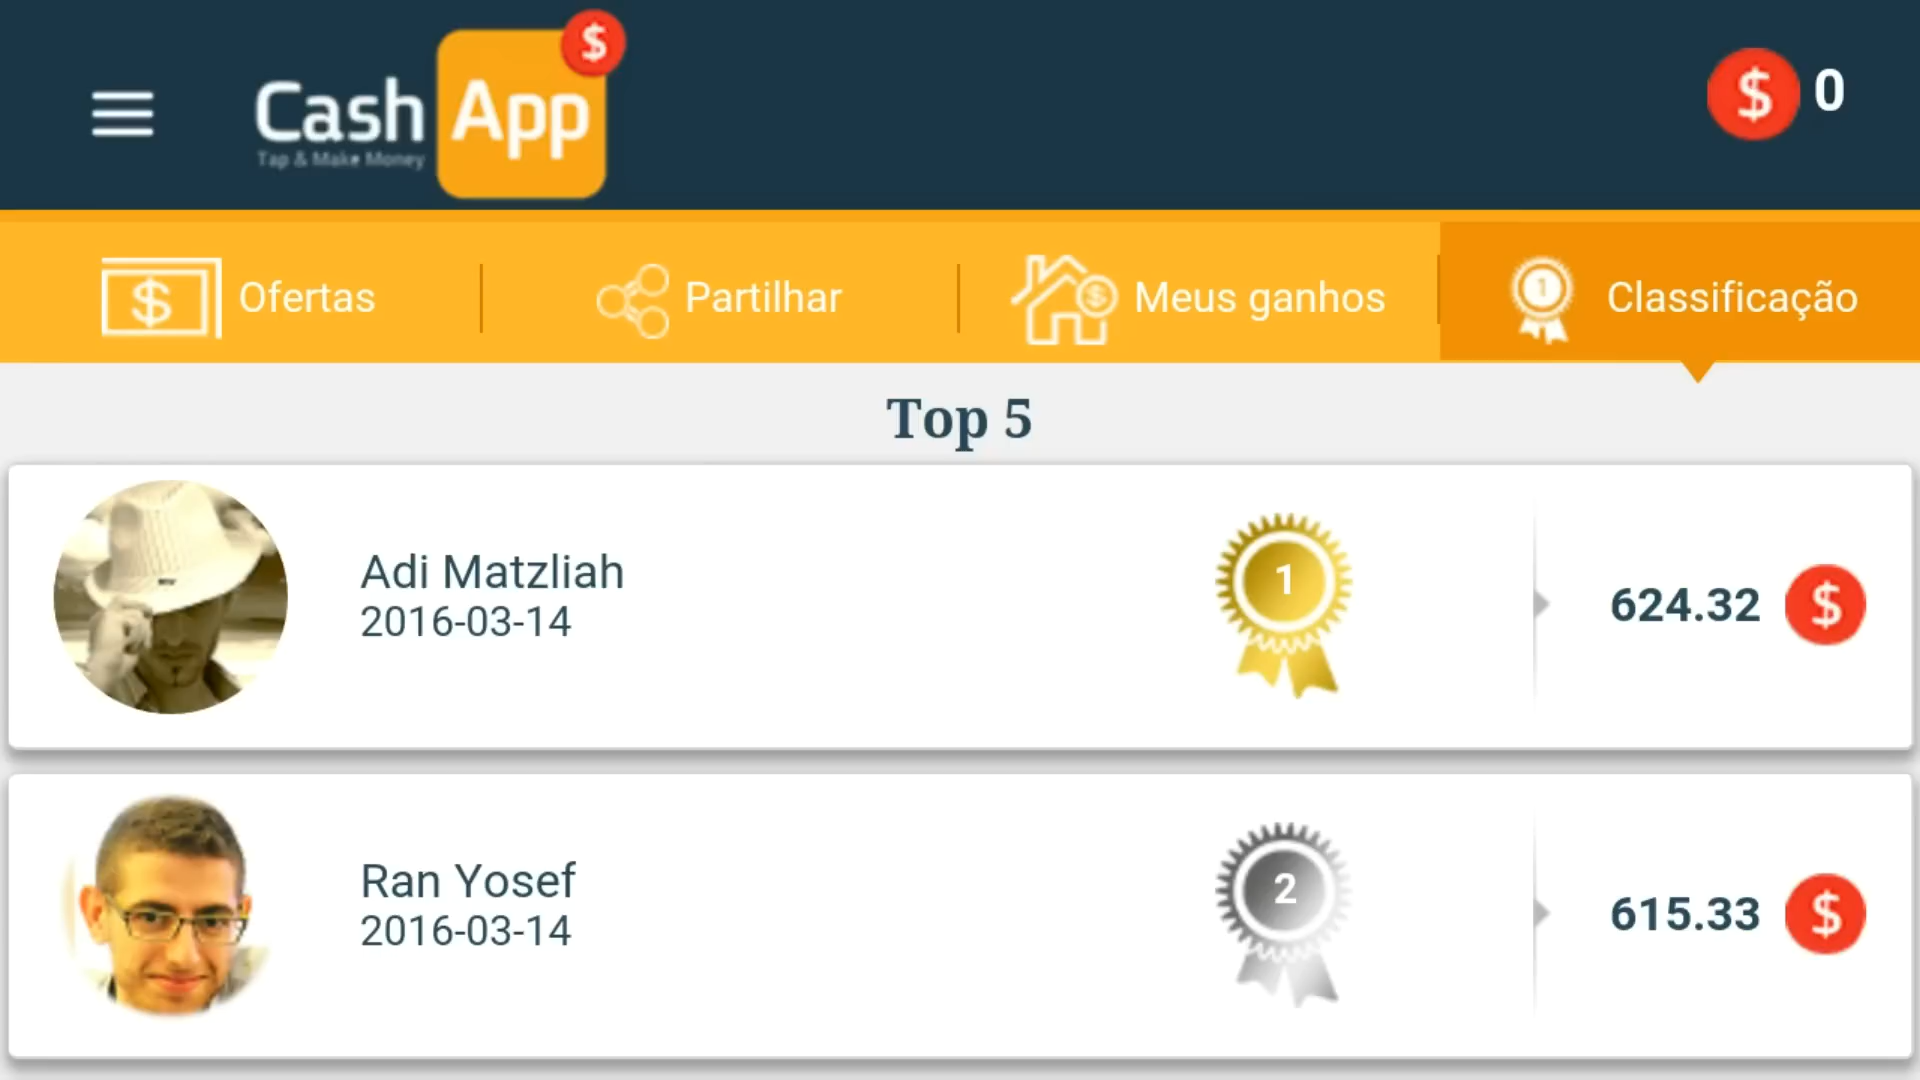 Cash App $
Tap & Make Money
$ 0
$ Ofertas
Partilhar
$ Meus ganhos
1 Classificação
Top 5
Adi Matzliah
2016-03-14
1
624.32 $
Ran Yosef
2016-03-14
2
615.33 $